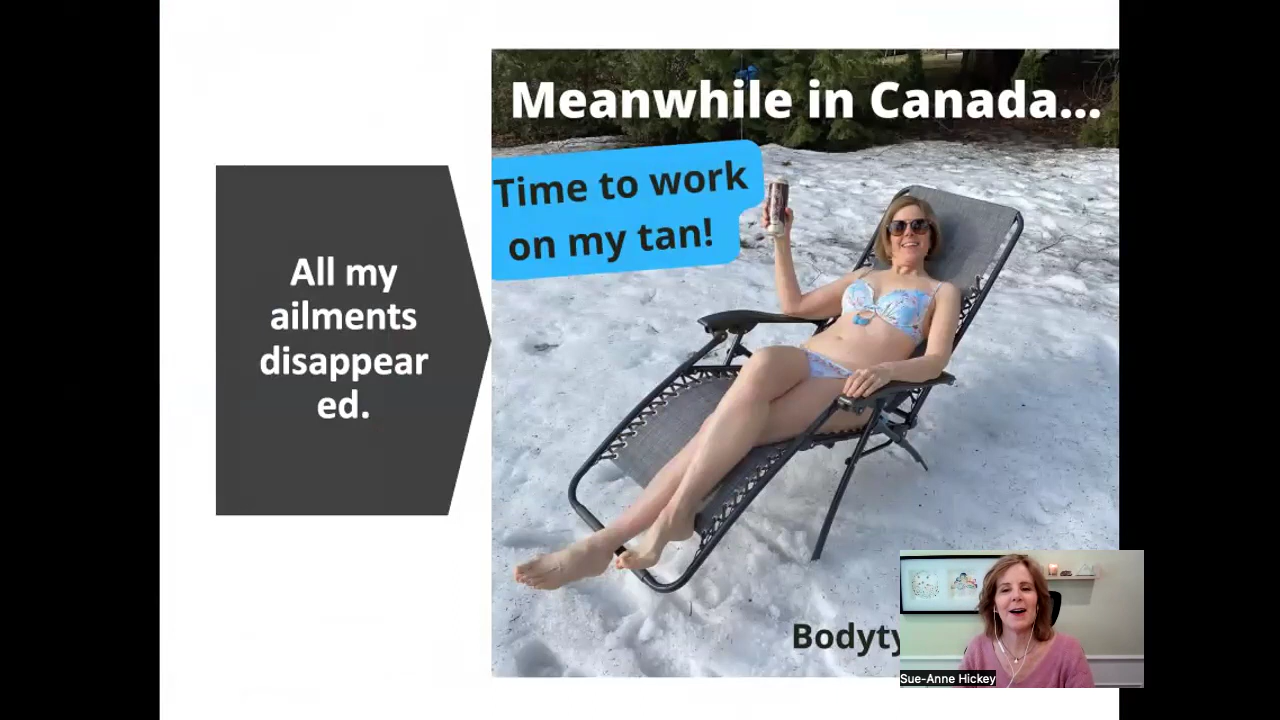 Meanwhile in Canada...
Time to work
on my tan!
All my
ailments
disappear
ed.
Sue-Anne Hickey